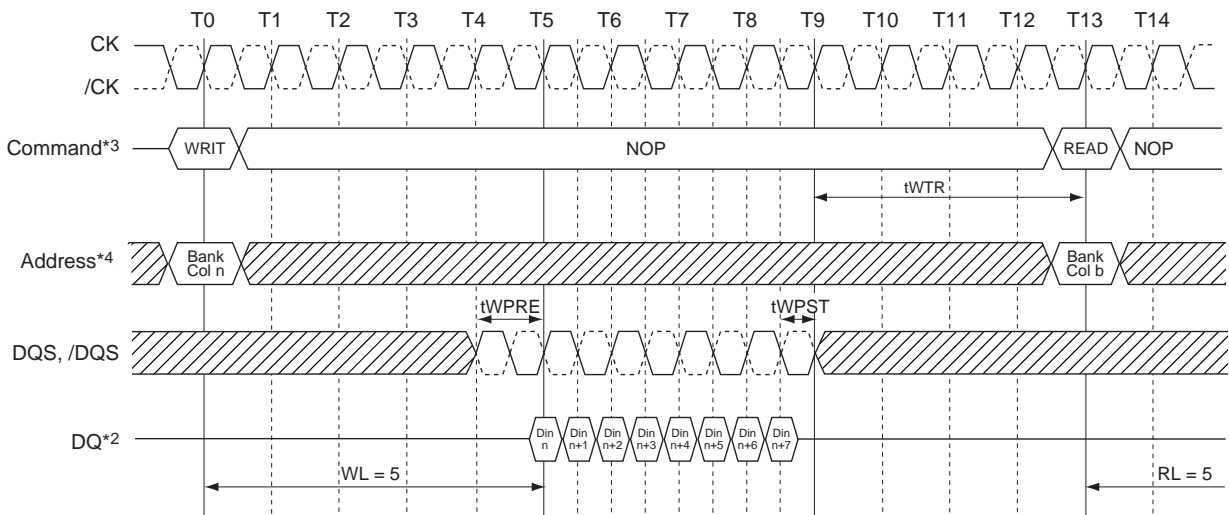 T0 T1 T2 T3 T4 T5 T6 T7 T8 T9 T10 T11 T12 T13 T14
CK
/CK
Command*3 WRIT NOP READ NOP
tWTR
Address*4 Bank Col n Bank Col b
tWPRE tWPST
DQS, /DQS
DQ*2 Din n Din n+1 Din n+2 Din n+3 Din n+4 Din n+5 Din n+6 Din n+7
WL = 5 RL = 5